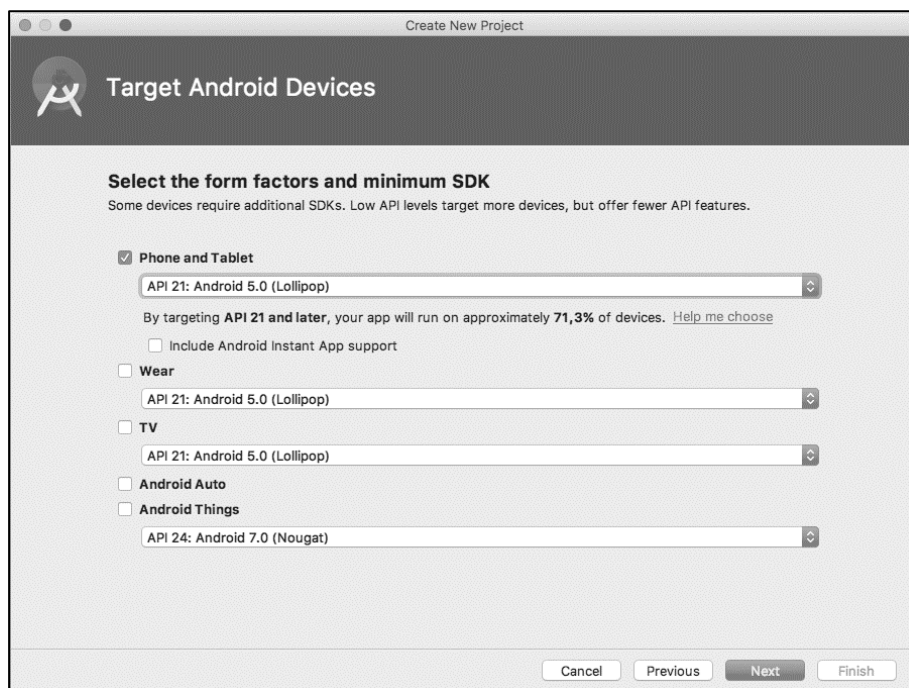 Create New Project
Target Android Devices
Select the form factors and minimum SDK
Some devices require additional SDKs. Low API levels target more devices, but offer fewer API features.
Phone and Tablet
API 21: Android 5.0 (Lollipop)
By targeting API 21 and later, your app will run on approximately 71,3% of devices. Help me choose
Include Android Instant App support
Wear
API 21: Android 5.0 (Lollipop)
TV
API 21: Android 5.0 (Lollipop)
Android Auto
Android Things
API 24: Android 7.0 (Nougat)
Cancel Previous Next Finish